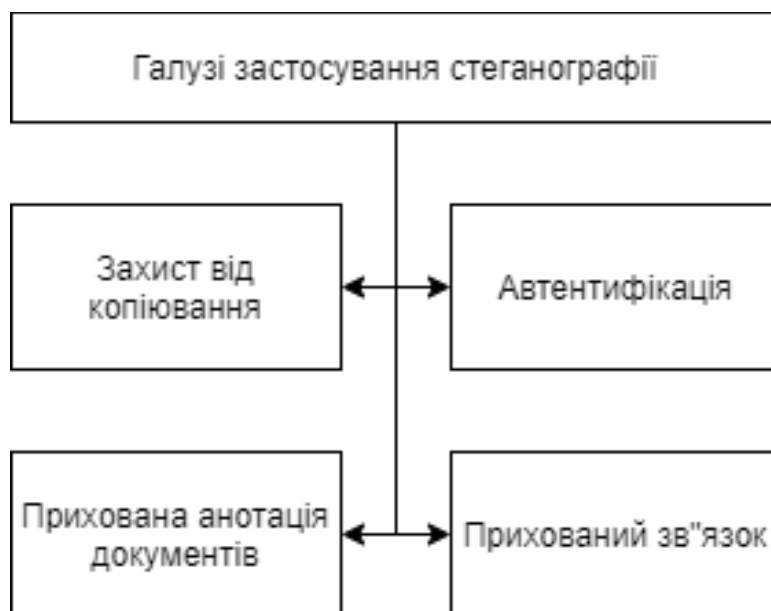 Галузі застосування стеганографії
Захист від
копіювання
Автентифікація
Прихована анотація
документів
Прихований зв"язок